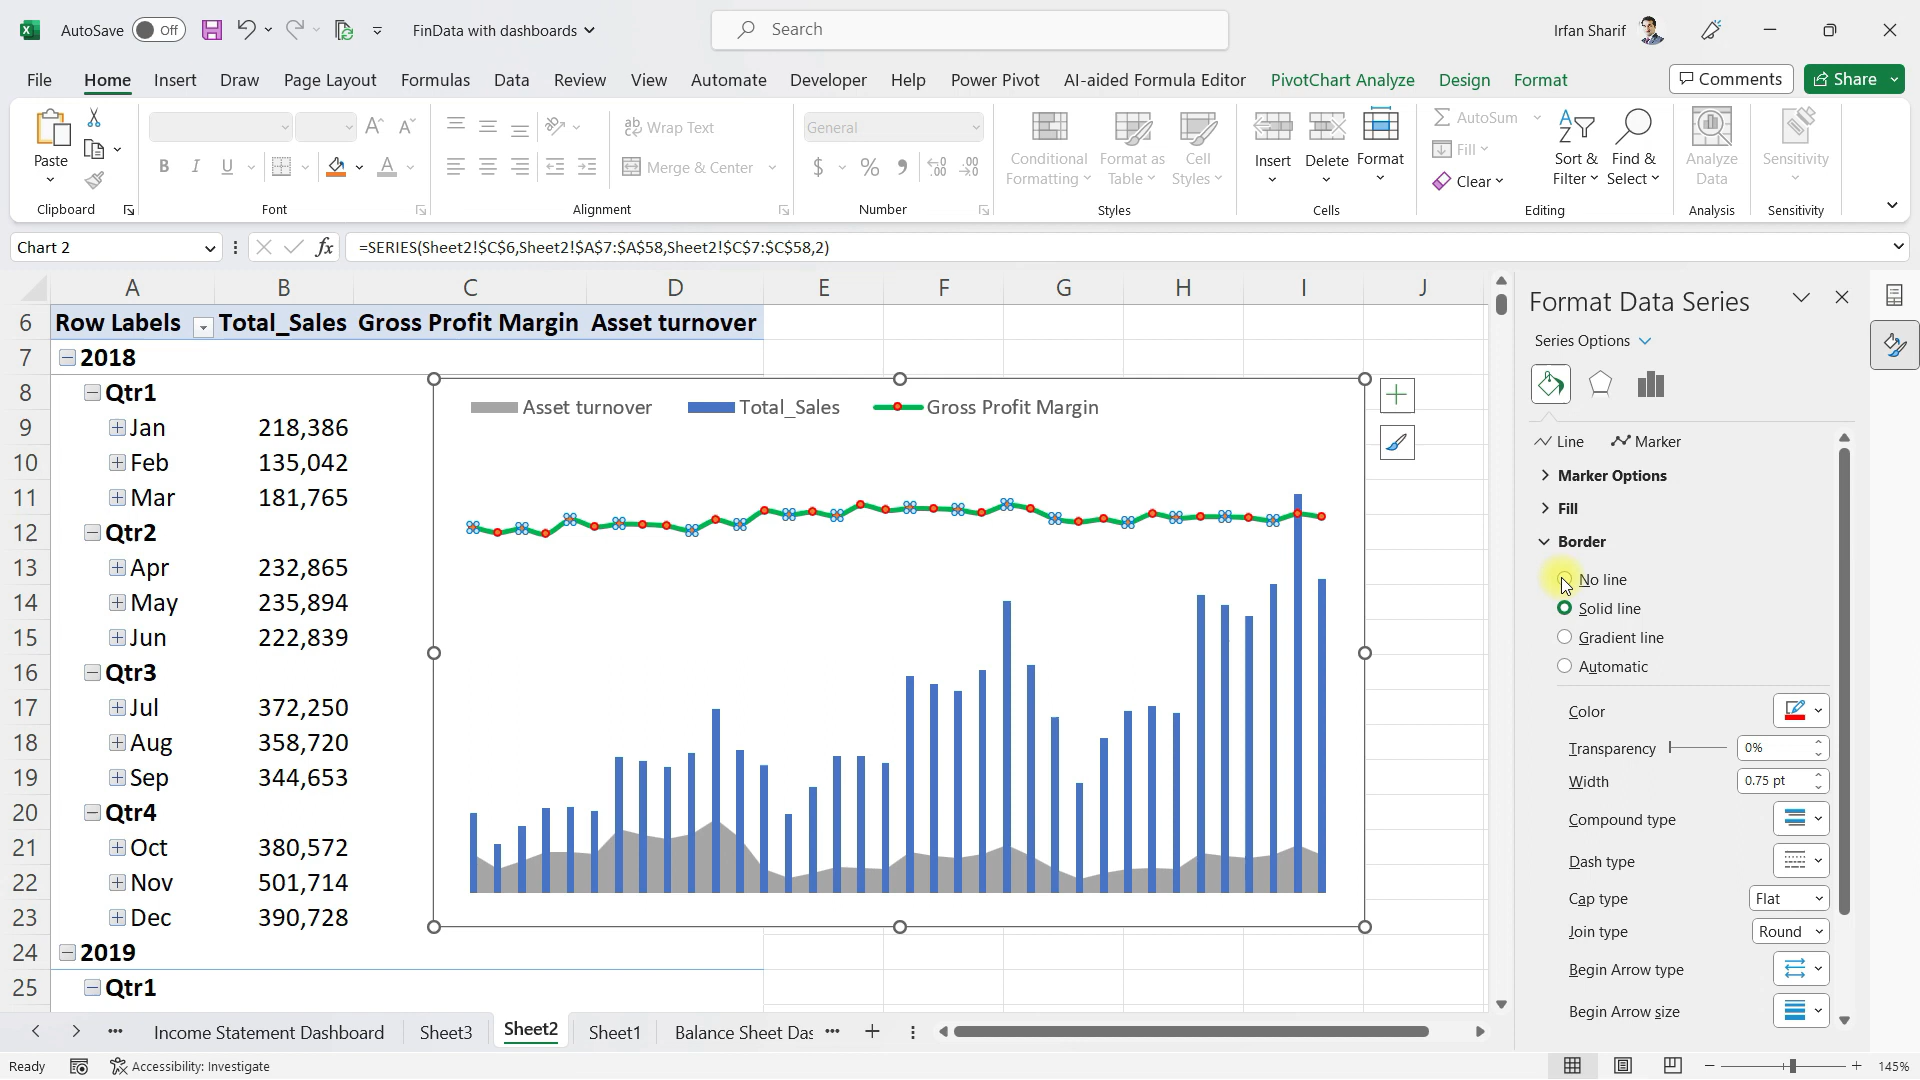 AutoSave Off FinData with dashboards Search Irfan Sharif
File Home Insert Draw Page Layout Formulas Data Review View Automate Developer Help Power Pivot AI-aided Formula Editor PivotChart Analyze Design Format Comments Share
Paste
B I U
Clipboard
Font
Wrap Text
Merge & Center
Alignment
General
$ % 9
Number
Conditional Formatting
Format as Table
Cell Styles
Styles
Insert
Delete
Format
Cells
AutoSum
Fill
Clear
Sort & Filter
Find & Select
Editing
Analyze Data
Analysis
Sensitivity
Sensitivity
Chart 2 fx =SERIES(Sheet2!$C$6,Sheet2!$A$7:$A$58,Sheet2!$C$7:$C$58,2)
A B C D E F G H I J
6 Row Labels Total_Sales Gross Profit Margin Asset turnover
7 2018
8 Qtr1
9 Jan 218,386
10 Feb 135,042
11 Mar 181,765
12 Qtr2
13 Apr 232,865
14 May 235,894
15 Jun 222,839
16 Qtr3
17 Jul 372,250
18 Aug 358,720
19 Sep 344,653
20 Qtr4
21 Oct 380,572
22 Nov 501,714
23 Dec 390,728
24 2019
25 Qtr1
Asset turnover Total_Sales Gross Profit Margin
Format Data Series
Series Options
Line Marker
Marker Options
Fill
Border
No line
Solid line
Gradient line
Automatic
Color
Transparency 0%
Width 0.75 pt
Compound type
Dash type
Cap type Flat
Join type Round
Begin Arrow type
Begin Arrow size
Income Statement Dashboard Sheet3 Sheet2 Sheet1 Balance Sheet Das
Ready Accessibility: Investigate 145%